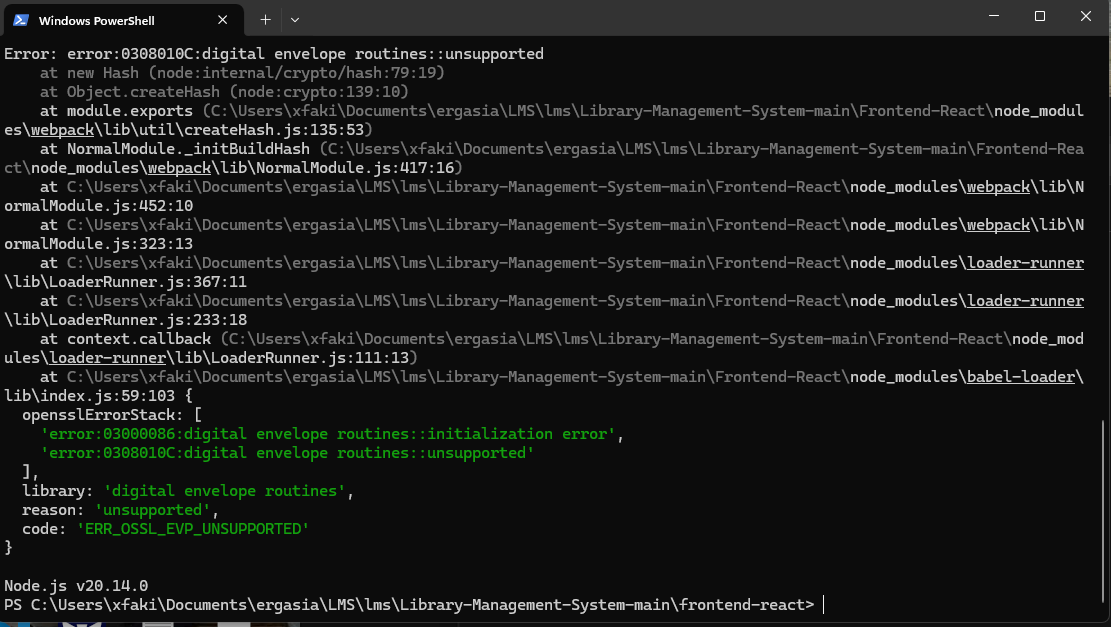 Windows PowerShell
Error: error:0308010C:digital envelope routines::unsupported
    at new Hash (node:internal/crypto/hash:79:19)
    at Object.createHash (node:crypto:139:10)
    at module.exports (C:\Users\xfaki\Documents\ergasia\LMS\lms\Library-Management-System-main\Frontend-React\node_modul
es\webpack\lib\util\createHash.js:135:53)
    at NormalModule._initBuildHash (C:\Users\xfaki\Documents\ergasia\LMS\lms\Library-Management-System-main\Frontend-Rea
ct\node_modules\webpack\lib\NormalModule.js:417:16)
    at C:\Users\xfaki\Documents\ergasia\LMS\lms\Library-Management-System-main\Frontend-React\node_modules\webpack\lib\N
ormalModule.js:452:10
    at C:\Users\xfaki\Documents\ergasia\LMS\lms\Library-Management-System-main\Frontend-React\node_modules\webpack\lib\N
ormalModule.js:323:13
    at C:\Users\xfaki\Documents\ergasia\LMS\lms\Library-Management-System-main\Frontend-React\node_modules\loader-runner
\lib\LoaderRunner.js:367:11
    at C:\Users\xfaki\Documents\ergasia\LMS\lms\Library-Management-System-main\Frontend-React\node_modules\loader-runner
\lib\LoaderRunner.js:233:18
    at context.callback (C:\Users\xfaki\Documents\ergasia\LMS\lms\Library-Management-System-main\Frontend-React\node_mod
ules\loader-runner\lib\LoaderRunner.js:111:13)
    at C:\Users\xfaki\Documents\ergasia\LMS\lms\Library-Management-System-main\Frontend-React\node_modules\babel-loader\
lib\index.js:59:103 {
  opensslErrorStack: [
    'error:03000086:digital envelope routines::initialization error',
    'error:0308010C:digital envelope routines::unsupported'
  ],
  library: 'digital envelope routines',
  reason: 'unsupported',
  code: 'ERR_OSSL_EVP_UNSUPPORTED'
}
Node.js v20.14.0
PS C:\Users\xfaki\Documents\ergasia\LMS\lms\Library-Management-System-main\frontend-react>